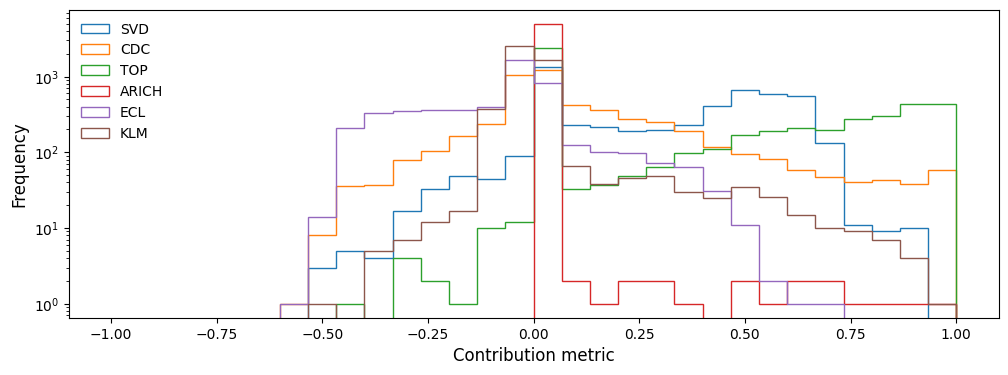 SVD
CDC
TOP
ARICH
ECL
KLM
Frequency
10³
10²
10¹
10⁰
−1.00 −0.75 −0.50 −0.25 0.00 0.25 0.50 0.75 1.00
Contribution metric